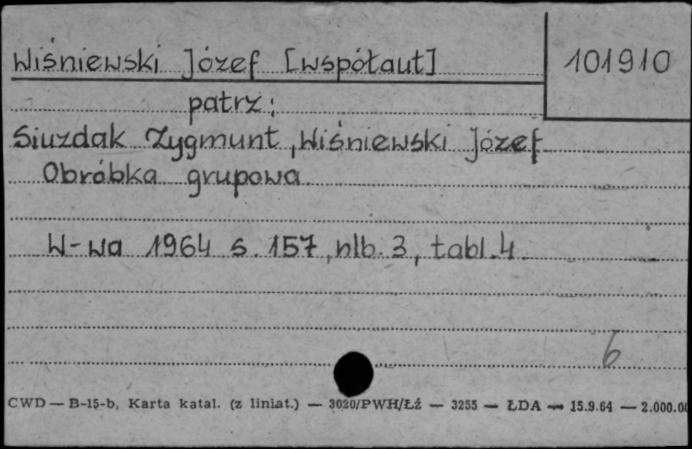 Wiśniewski Józef [współaut]
101910
patrz:
Siuzdak Zygmunt, Wiśniewski Józef
Obróbka grupowa
W-wa 1964 s. 157, nlb. 3, tabl. 4
6
CWD — B-15-b, Karta katal. (z liniat.) — 3020/PWH/Łż — 3255 — ŁDA — 15.9.64 — 2.000.00